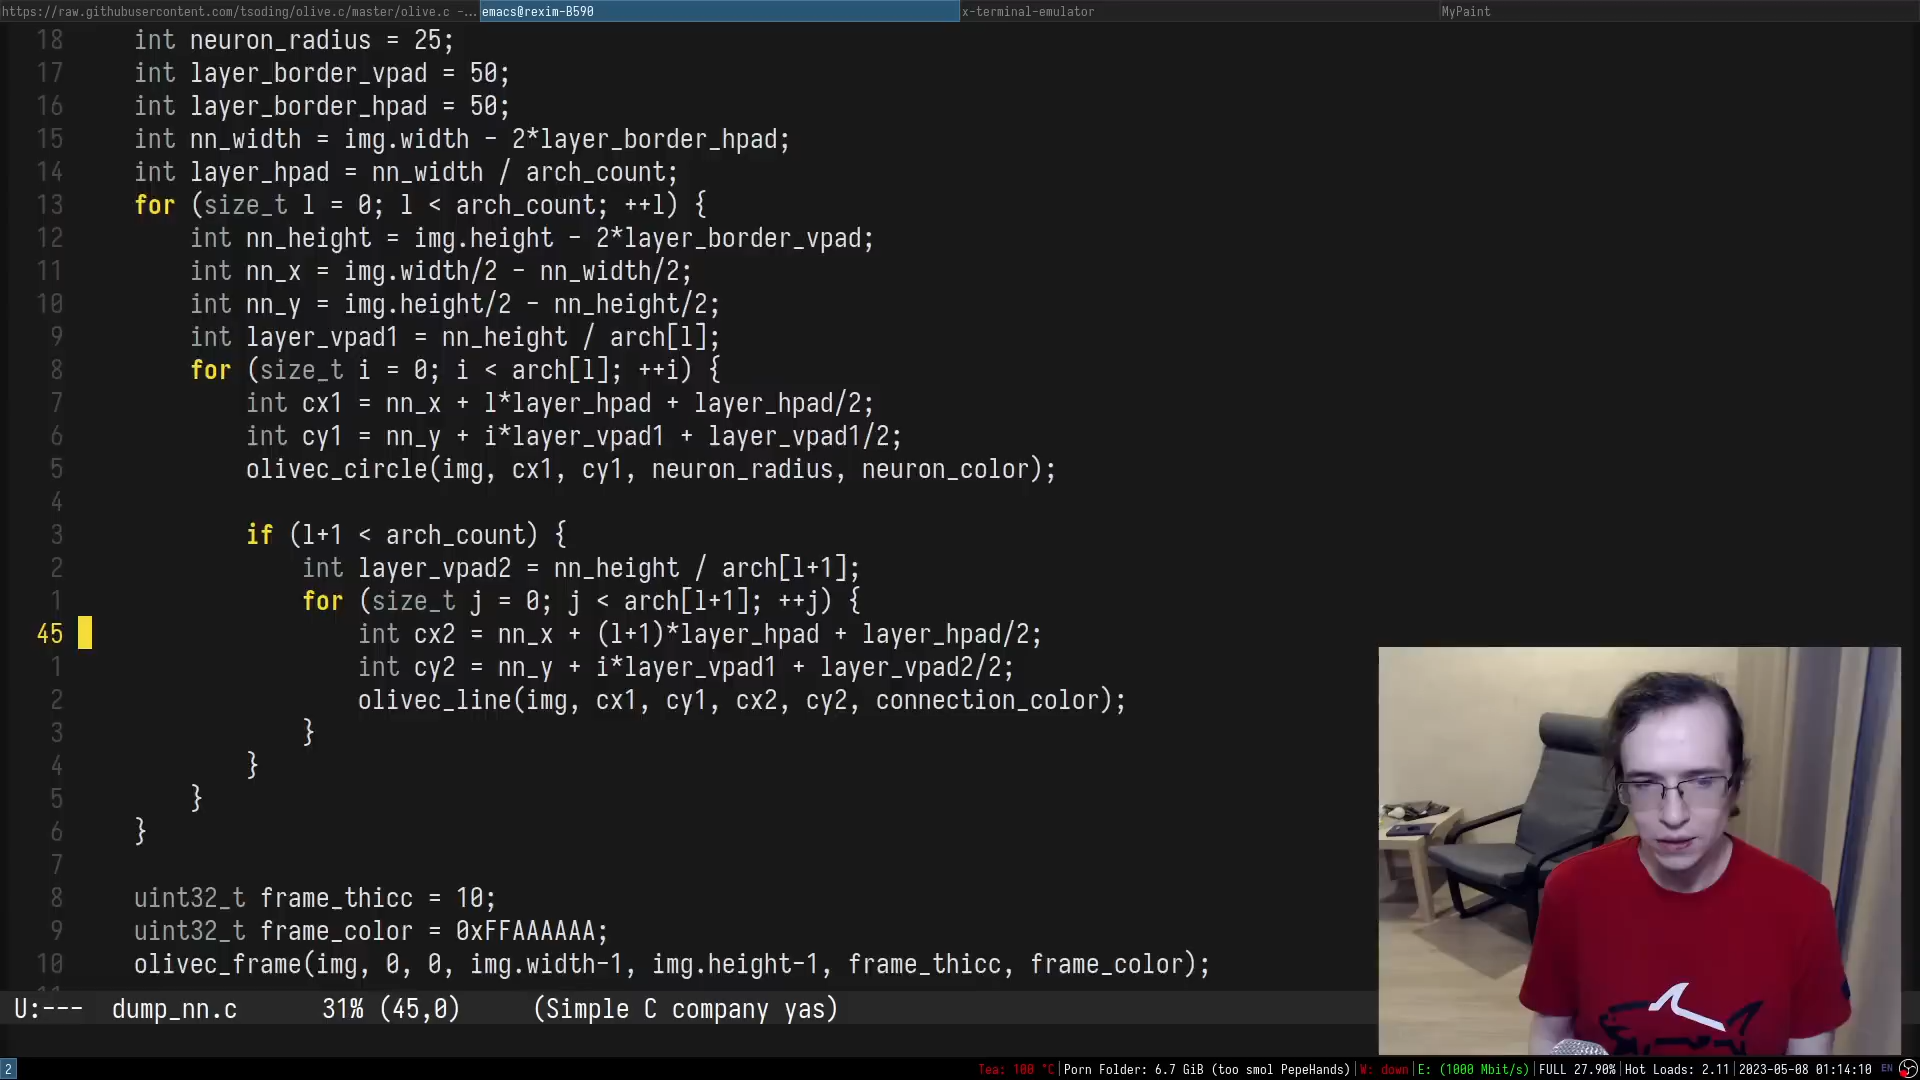 https://raw.githubusercontent.com/tsoding/olive.c/master/olive.c -... emacs@rexim-B590 x-terminal-emulator MyPaint
18 int neuron_radius = 25;
17 int layer_border_vpad = 50;
16 int layer_border_hpad = 50;
15 int nn_width = img.width - 2*layer_border_hpad;
14 int layer_hpad = nn_width / arch_count;
13 for (size_t l = 0; l < arch_count; ++l) {
12 int nn_height = img.height - 2*layer_border_vpad;
11 int nn_x = img.width/2 - nn_width/2;
10 int nn_y = img.height/2 - nn_height/2;
9 int layer_vpad1 = nn_height / arch[l];
8 for (size_t i = 0; i < arch[l]; ++i) {
7 int cx1 = nn_x + l*layer_hpad + layer_hpad/2;
6 int cy1 = nn_y + i*layer_vpad1 + layer_vpad1/2;
5 olivec_circle(img, cx1, cy1, neuron_radius, neuron_color);
4
3 if (l+1 < arch_count) {
2 int layer_vpad2 = nn_height / arch[l+1];
1 for (size_t j = 0; j < arch[l+1]; ++j) {
45 int cx2 = nn_x + (l+1)*layer_hpad + layer_hpad/2;
1 int cy2 = nn_y + i*layer_vpad1 + layer_vpad2/2;
2 olivec_line(img, cx1, cy1, cx2, cy2, connection_color);
3 }
4 }
5 }
6 }
7
8 uint32_t frame_thicc = 10;
9 uint32_t frame_color = 0xFFAAAAAA;
10 olivec_frame(img, 0, 0, img.width-1, img.height-1, frame_thicc, frame_color);
U:--- dump_nn.c 31% (45,0) (Simple C company yas)
2 Tea: 100 °C|Porn Folder: 6.7 GiB (too smol PepeHands)|W: down|E: (1000 Mbit/s)|FULL 27.90%|Hot Loads: 2.11|2023-05-08 01:14:10 EN